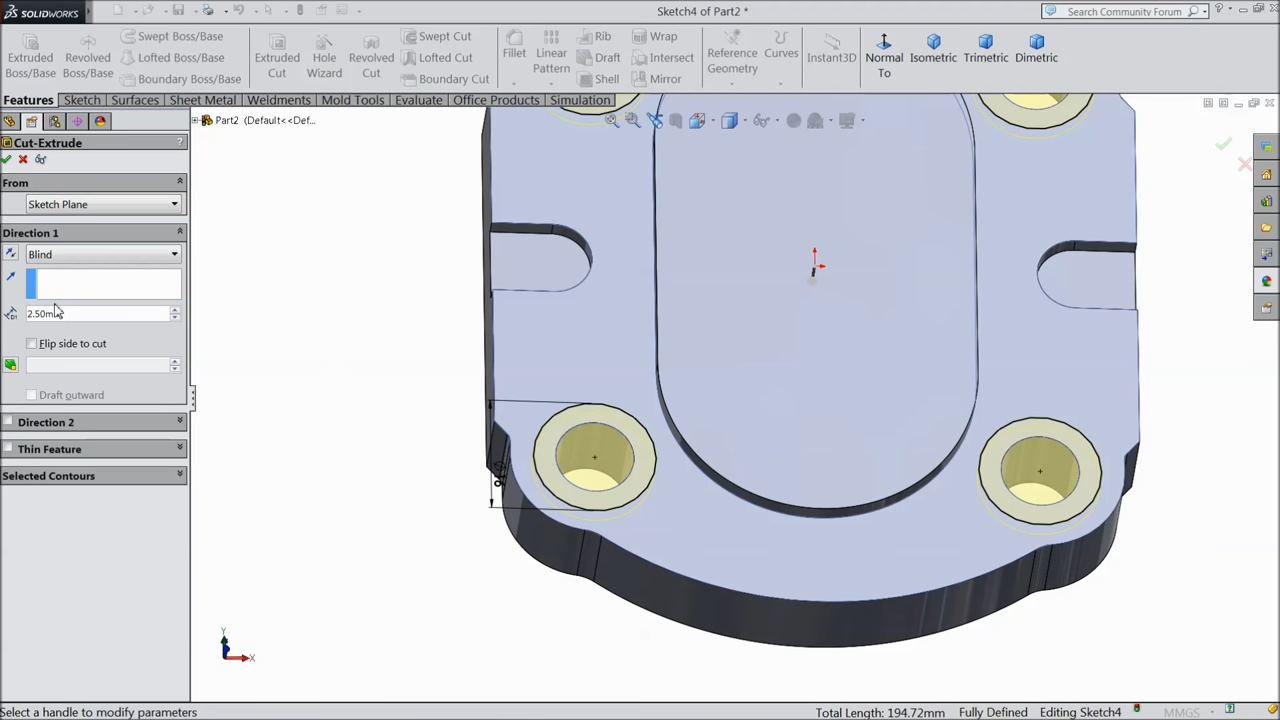 SOLIDWORKS
Sketch4 of Part2 *
Search Community Forum
Extruded Boss/Base
Revolved Boss/Base
Swept Boss/Base
Lofted Boss/Base
Boundary Boss/Base
Extruded Cut
Hole Wizard
Revolved Cut
Swept Cut
Lofted Cut
Boundary Cut
Fillet
Linear Pattern
Rib
Draft
Shell
Wrap
Intersect
Mirror
Reference Geometry
Curves
Instant3D
Normal To
Isometric
Trimetric
Dimetric
Features Sketch Surfaces Sheet Metal Weldments Mold Tools Evaluate Office Products Simulation
Part2 (Default<<Def...
Cut-Extrude ?
From
Sketch Plane
Direction 1
Blind
D1
Flip side to cut
Draft outward
Direction 2
Thin Feature
Selected Contours
Y
X
Select a handle to modify parameters
Total Length: 194.72mm Fully Defined Editing Sketch4 MMGS